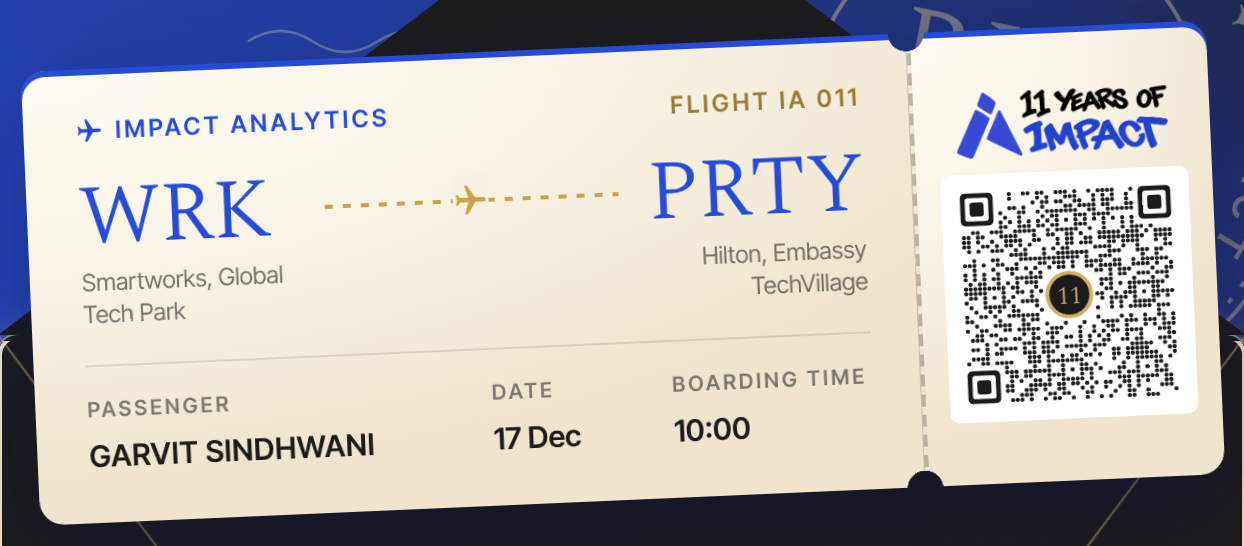 IMPACT ANALYTICS
FLIGHT IA 011
WRK
PRTY
Smartworks, Global
Tech Park
Hilton, Embassy
TechVillage
PASSENGER
GARVIT SINDHWANI
DATE
17 Dec
BOARDING TIME
10:00
11 YEARS OF
IMPACT
11